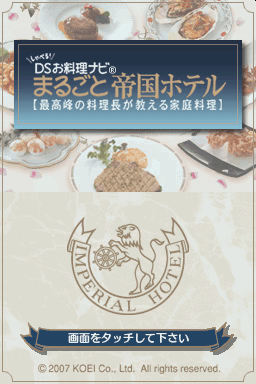 しゃべる!
DSお料理ナビ®
まるごと帝国ホテル
【最高峰の料理長が教える家庭料理】
IMPERIAL HOTEL
画面をタッチして下さい
© 2007 KOEI Co., Ltd. All rights reserved.